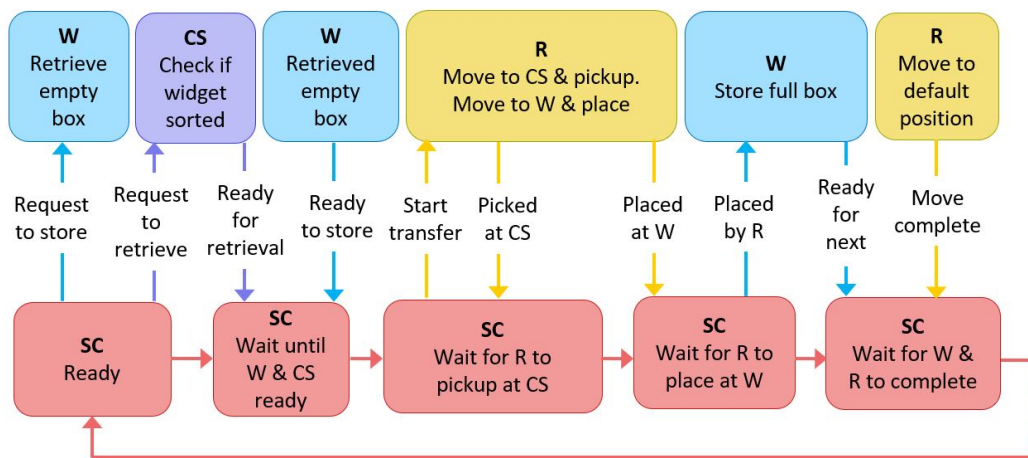 W
Retrieve
empty
box
CS
Check if
widget
sorted
W
Retrieved
empty
box
R
Move to CS & pickup.
Move to W & place
W
Store full box
R
Move to
default
position
Request
to store
Request
to
retrieve
Ready
for
retrieval
Ready
to store
Start
transfer
Picked
at CS
Placed
at W
Placed
by R
Ready
for
next
Move
complete
SC
Ready
SC
Wait until
W & CS
ready
SC
Wait for R to
pickup at CS
SC
Wait for R to
place at W
SC
Wait for W &
R to complete